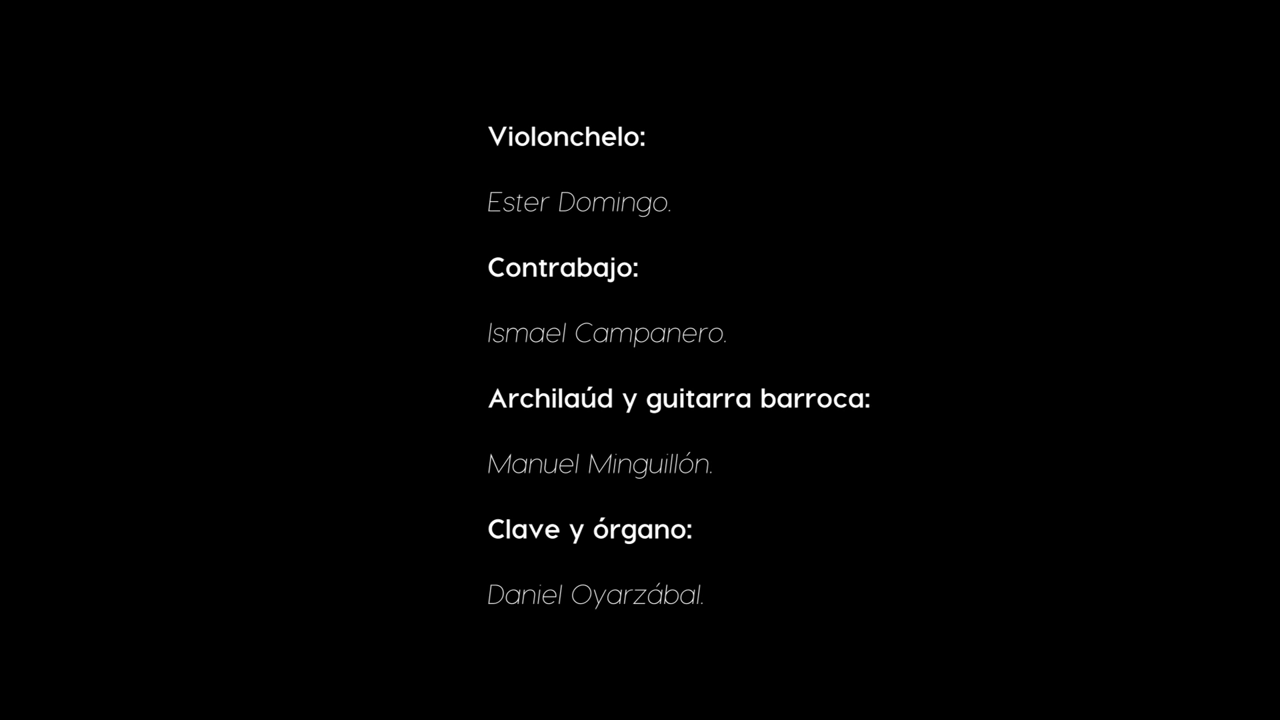 Violonchelo:
Ester Domingo.
Contrabajo:
Ismael Campanero.
Archilaúd y guitarra barroca:
Manuel Minguillón.
Clave y órgano:
Daniel Oyarzábal.